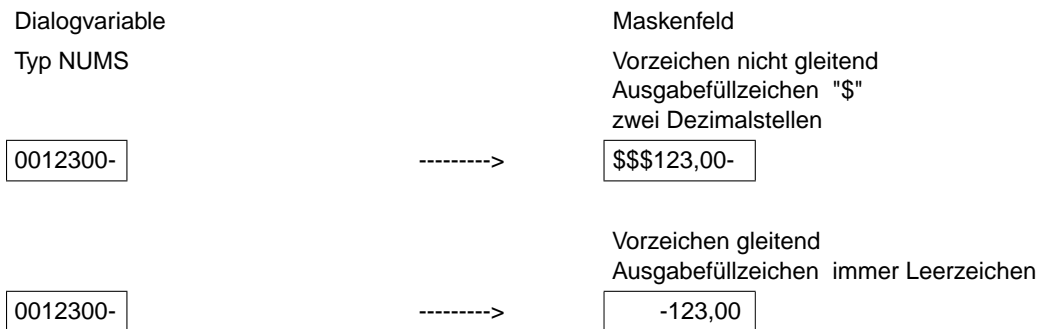 Dialogvariable Maskenfeld
Typ NUMS Vorzeichen nicht gleitend
Ausgabefüllzeichen "$"
zwei Dezimalstellen
0012300- ---------> $$$123,00-
Vorzeichen gleitend
Ausgabefüllzeichen immer Leerzeichen
0012300- ---------> -123,00